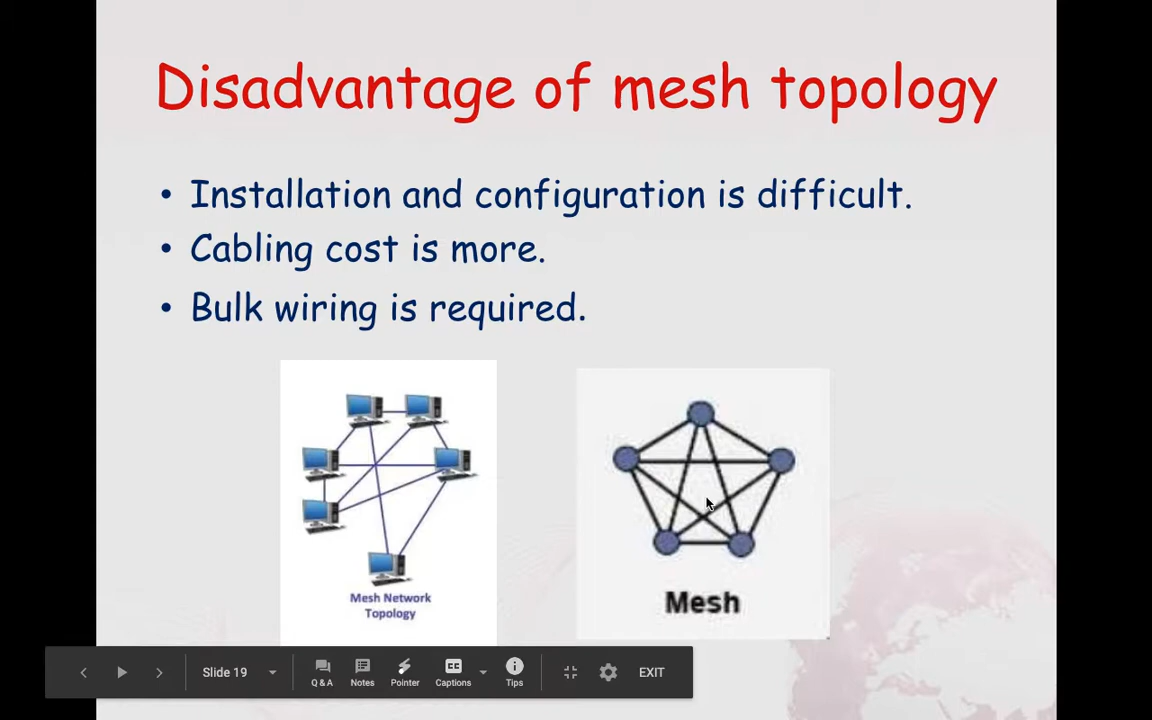 Disadvantage of mesh topology
• Installation and configuration is difficult.
• Cabling cost is more.
• Bulk wiring is required.
Mesh Network
Topology
Mesh
Slide 19
Q & A
Notes
Pointer
CC
Captions
Tips
EXIT